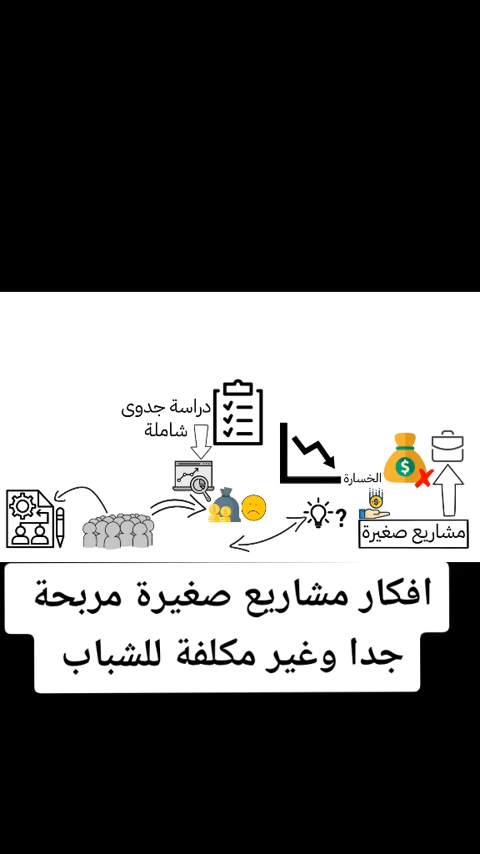 دراسة جدوى
شاملة
الخسارة
?
مشاريع صغيرة
افكار مشاريع صغيرة مربحة
جدا وغير مكلفة للشباب